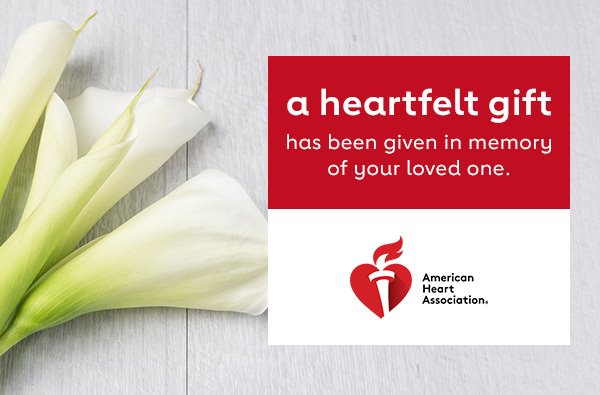 a heartfelt gift
has been given in memory
of your loved one.
American
Heart
Association®